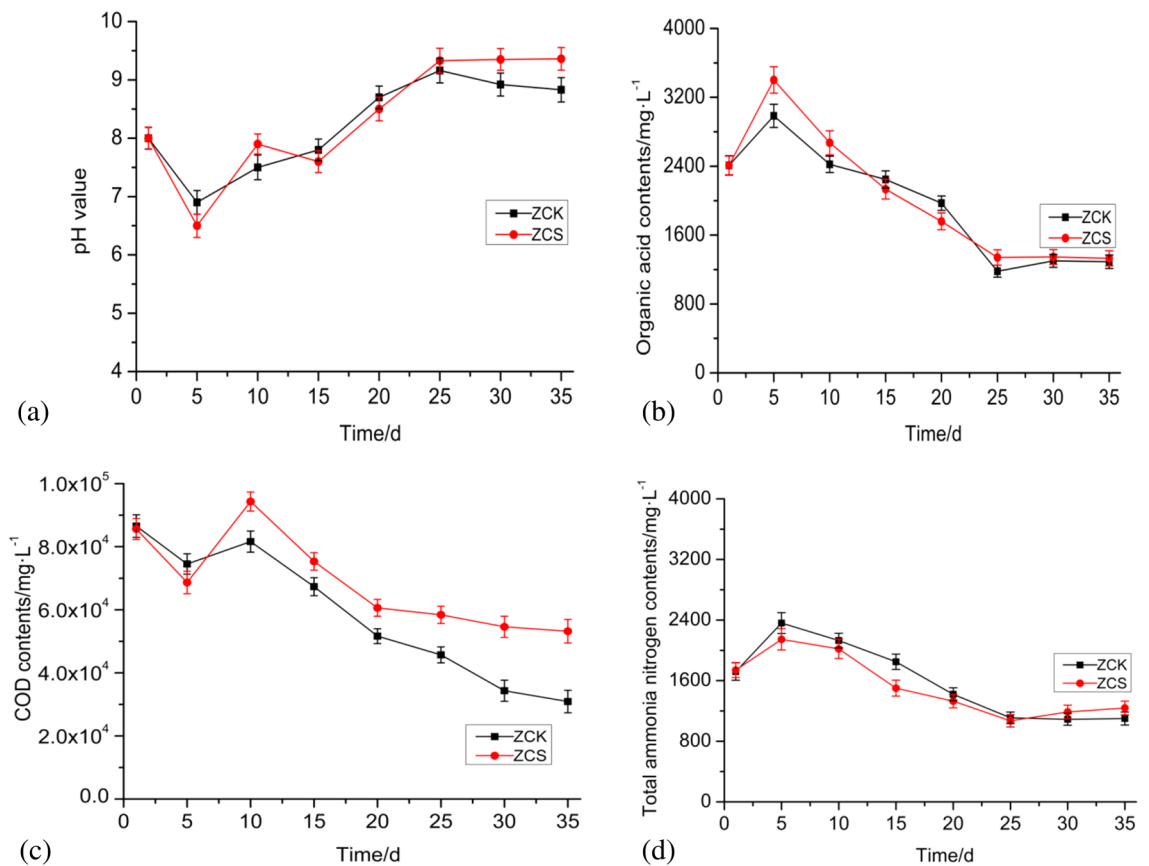 pH value
10
9
8
7
6
5
4
0 5 10 15 20 25 30 35
Time/d
ZCK
ZCS
(a)
Organic acid contents/mg·L⁻¹
4000
3200
2400
1600
800
0
0 5 10 15 20 25 30 35
Time/d
ZCK
ZCS
(b)
COD contents/mg·L⁻¹
1.0x10⁵
8.0x10⁴
6.0x10⁴
4.0x10⁴
2.0x10⁴
0.0
0 5 10 15 20 25 30 35
Time/d
ZCK
ZCS
(c)
Total ammonia nitrogen contents/mg·L⁻¹
4000
3200
2400
1600
800
0
0 5 10 15 20 25 30 35
Time/d
ZCK
ZCS
(d)